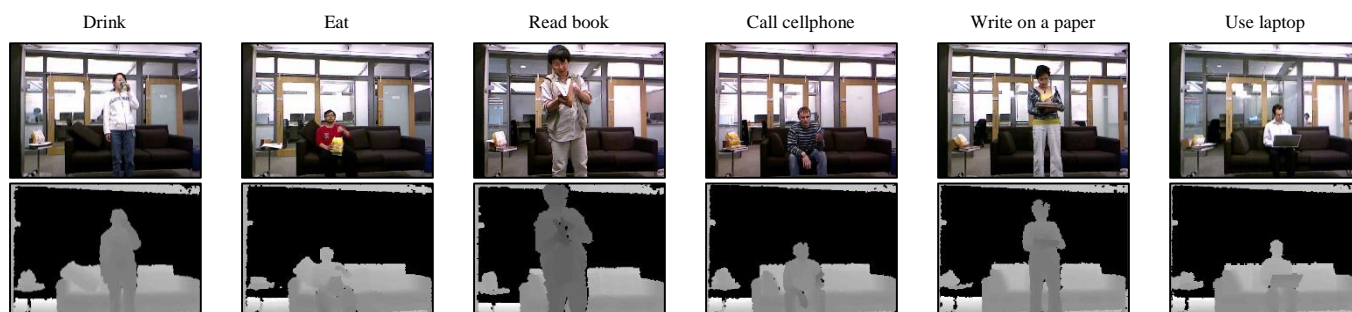 Drink
Eat
Read book
Call cellphone
Write on a paper
Use laptop